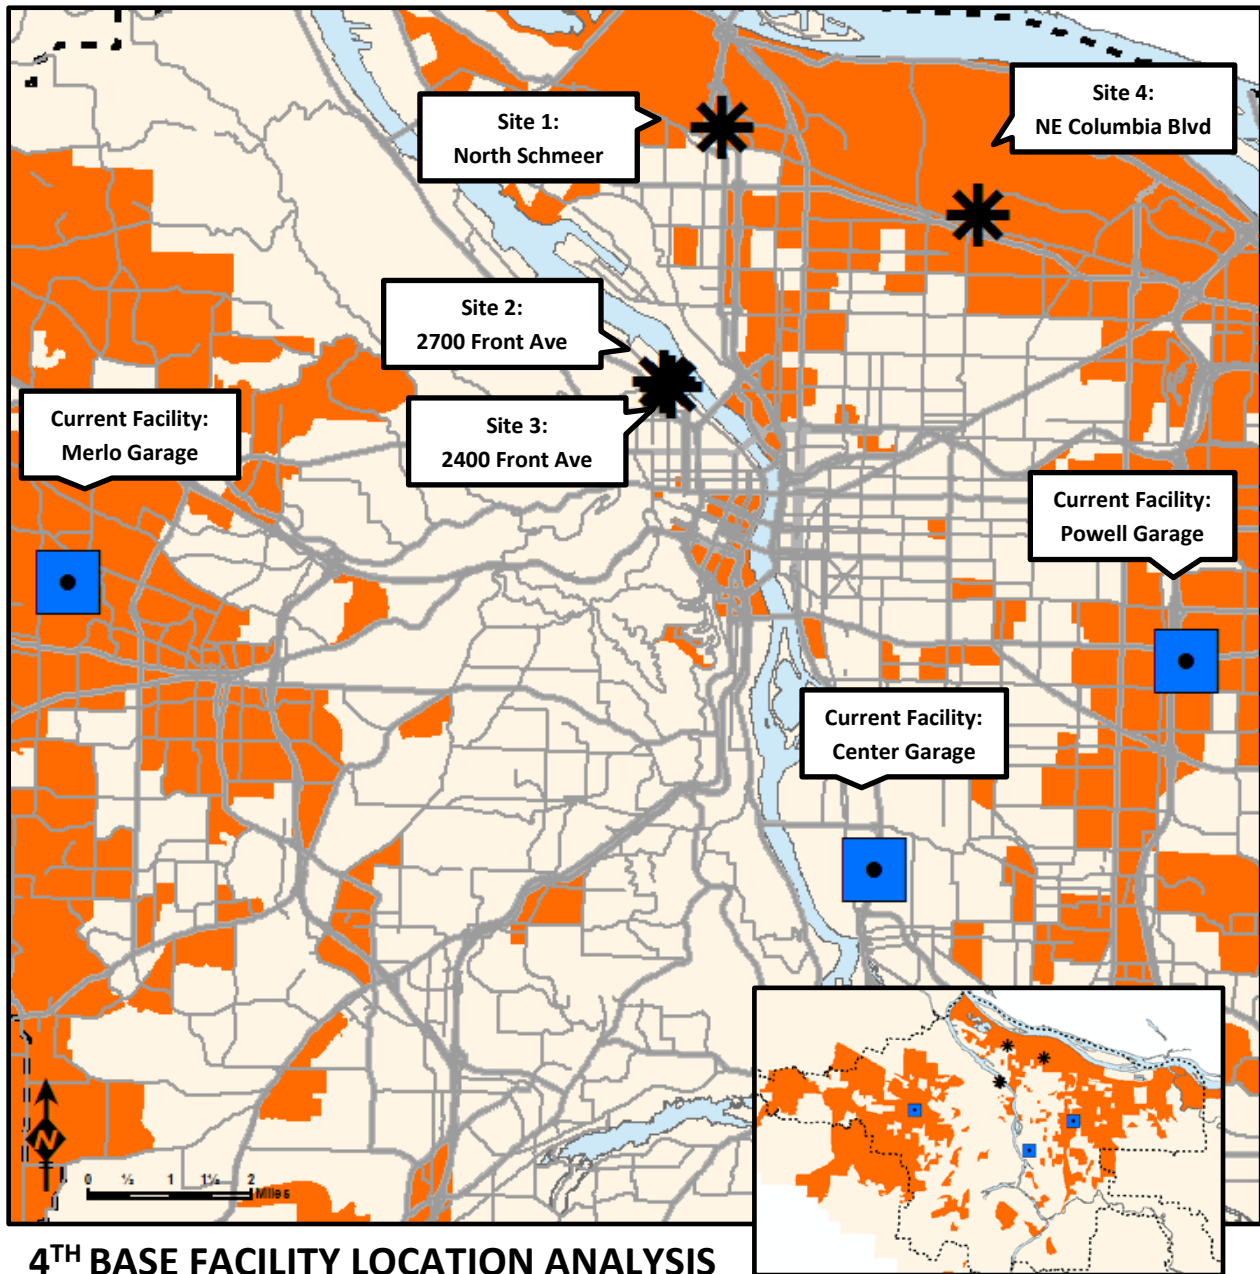 Site 1:
North Schmeer
Site 4:
NE Columbia Blvd
Site 2:
2700 Front Ave
Site 3:
2400 Front Ave
Current Facility:
Merlo Garage
Current Facility:
Powell Garage
Current Facility:
Center Garage
N
0 ½ 1 1½ 2
Miles
4TH BASE FACILITY LOCATION ANALYSIS